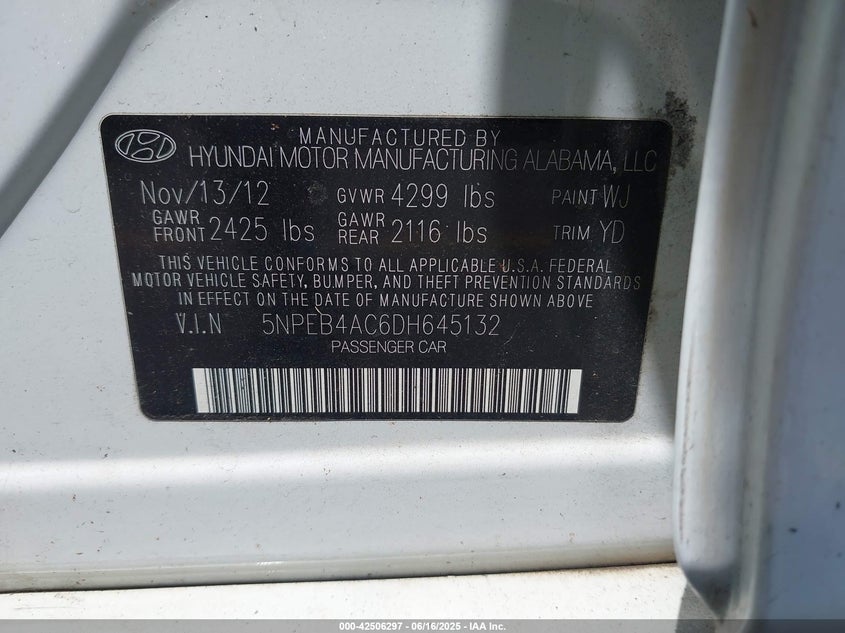 MANUFACTURED BY
HYUNDAI MOTOR MANUFACTURING ALABAMA, LLC
Nov/13/12 GVWR 4299 lbs PAINT WJ
GAWR FRONT 2425 lbs GAWR REAR 2116 lbs TRIM YD
THIS VEHICLE CONFORMS TO ALL APPLICABLE U.S.A. FEDERAL
MOTOR VEHICLE SAFETY, BUMPER, AND THEFT PREVENTION STANDARDS
IN EFFECT ON THE DATE OF MANUFACTURE SHOWN ABOVE
V.I.N 5NPEB4AC6DH645132
PASSENGER CAR
000-42506297 - 06/16/2025 - IAA Inc.